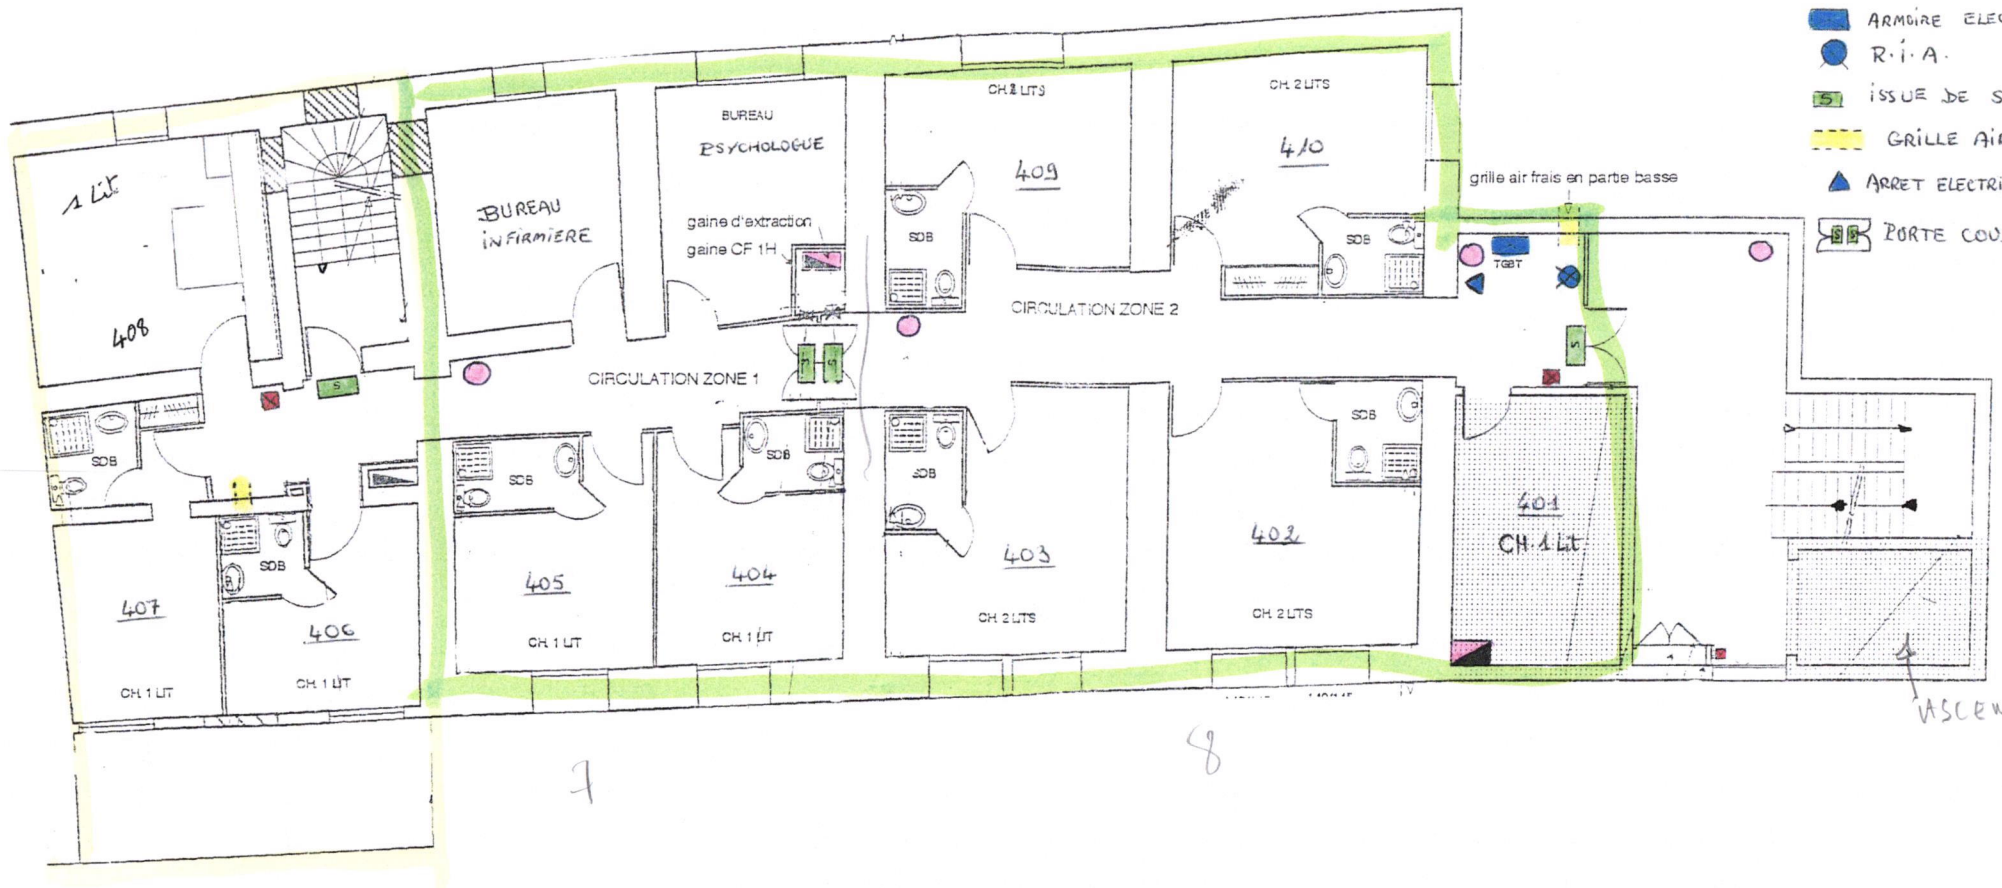 ARMOIRE ELEC
R.I.A.
S ISSUE DE S
GRILLE AIR
ARRET ELECTRI
S S PORTE COU
1 Lit
408
BUREAU
INFIRMIERE
BUREAU
PSYCHOLOGUE
gaine d'extraction
gaine CF 1H
CH. 2 LITS
409
SDB
CH. 2 LITS
410
SDB
grille air frais en partie basse
TGBT
S
S
S S
CIRCULATION ZONE 1
CIRCULATION ZONE 2
SDB
SDB
407
CH. 1 LIT
406
CH. 1 LIT
SDB
405
CH. 1 LIT
SDB
404
CH. 1 LIT
SDB
403
CH. 2 LITS
SDB
402
CH. 2 LITS
401
CH. 1 Lit
ASCEN
7
8